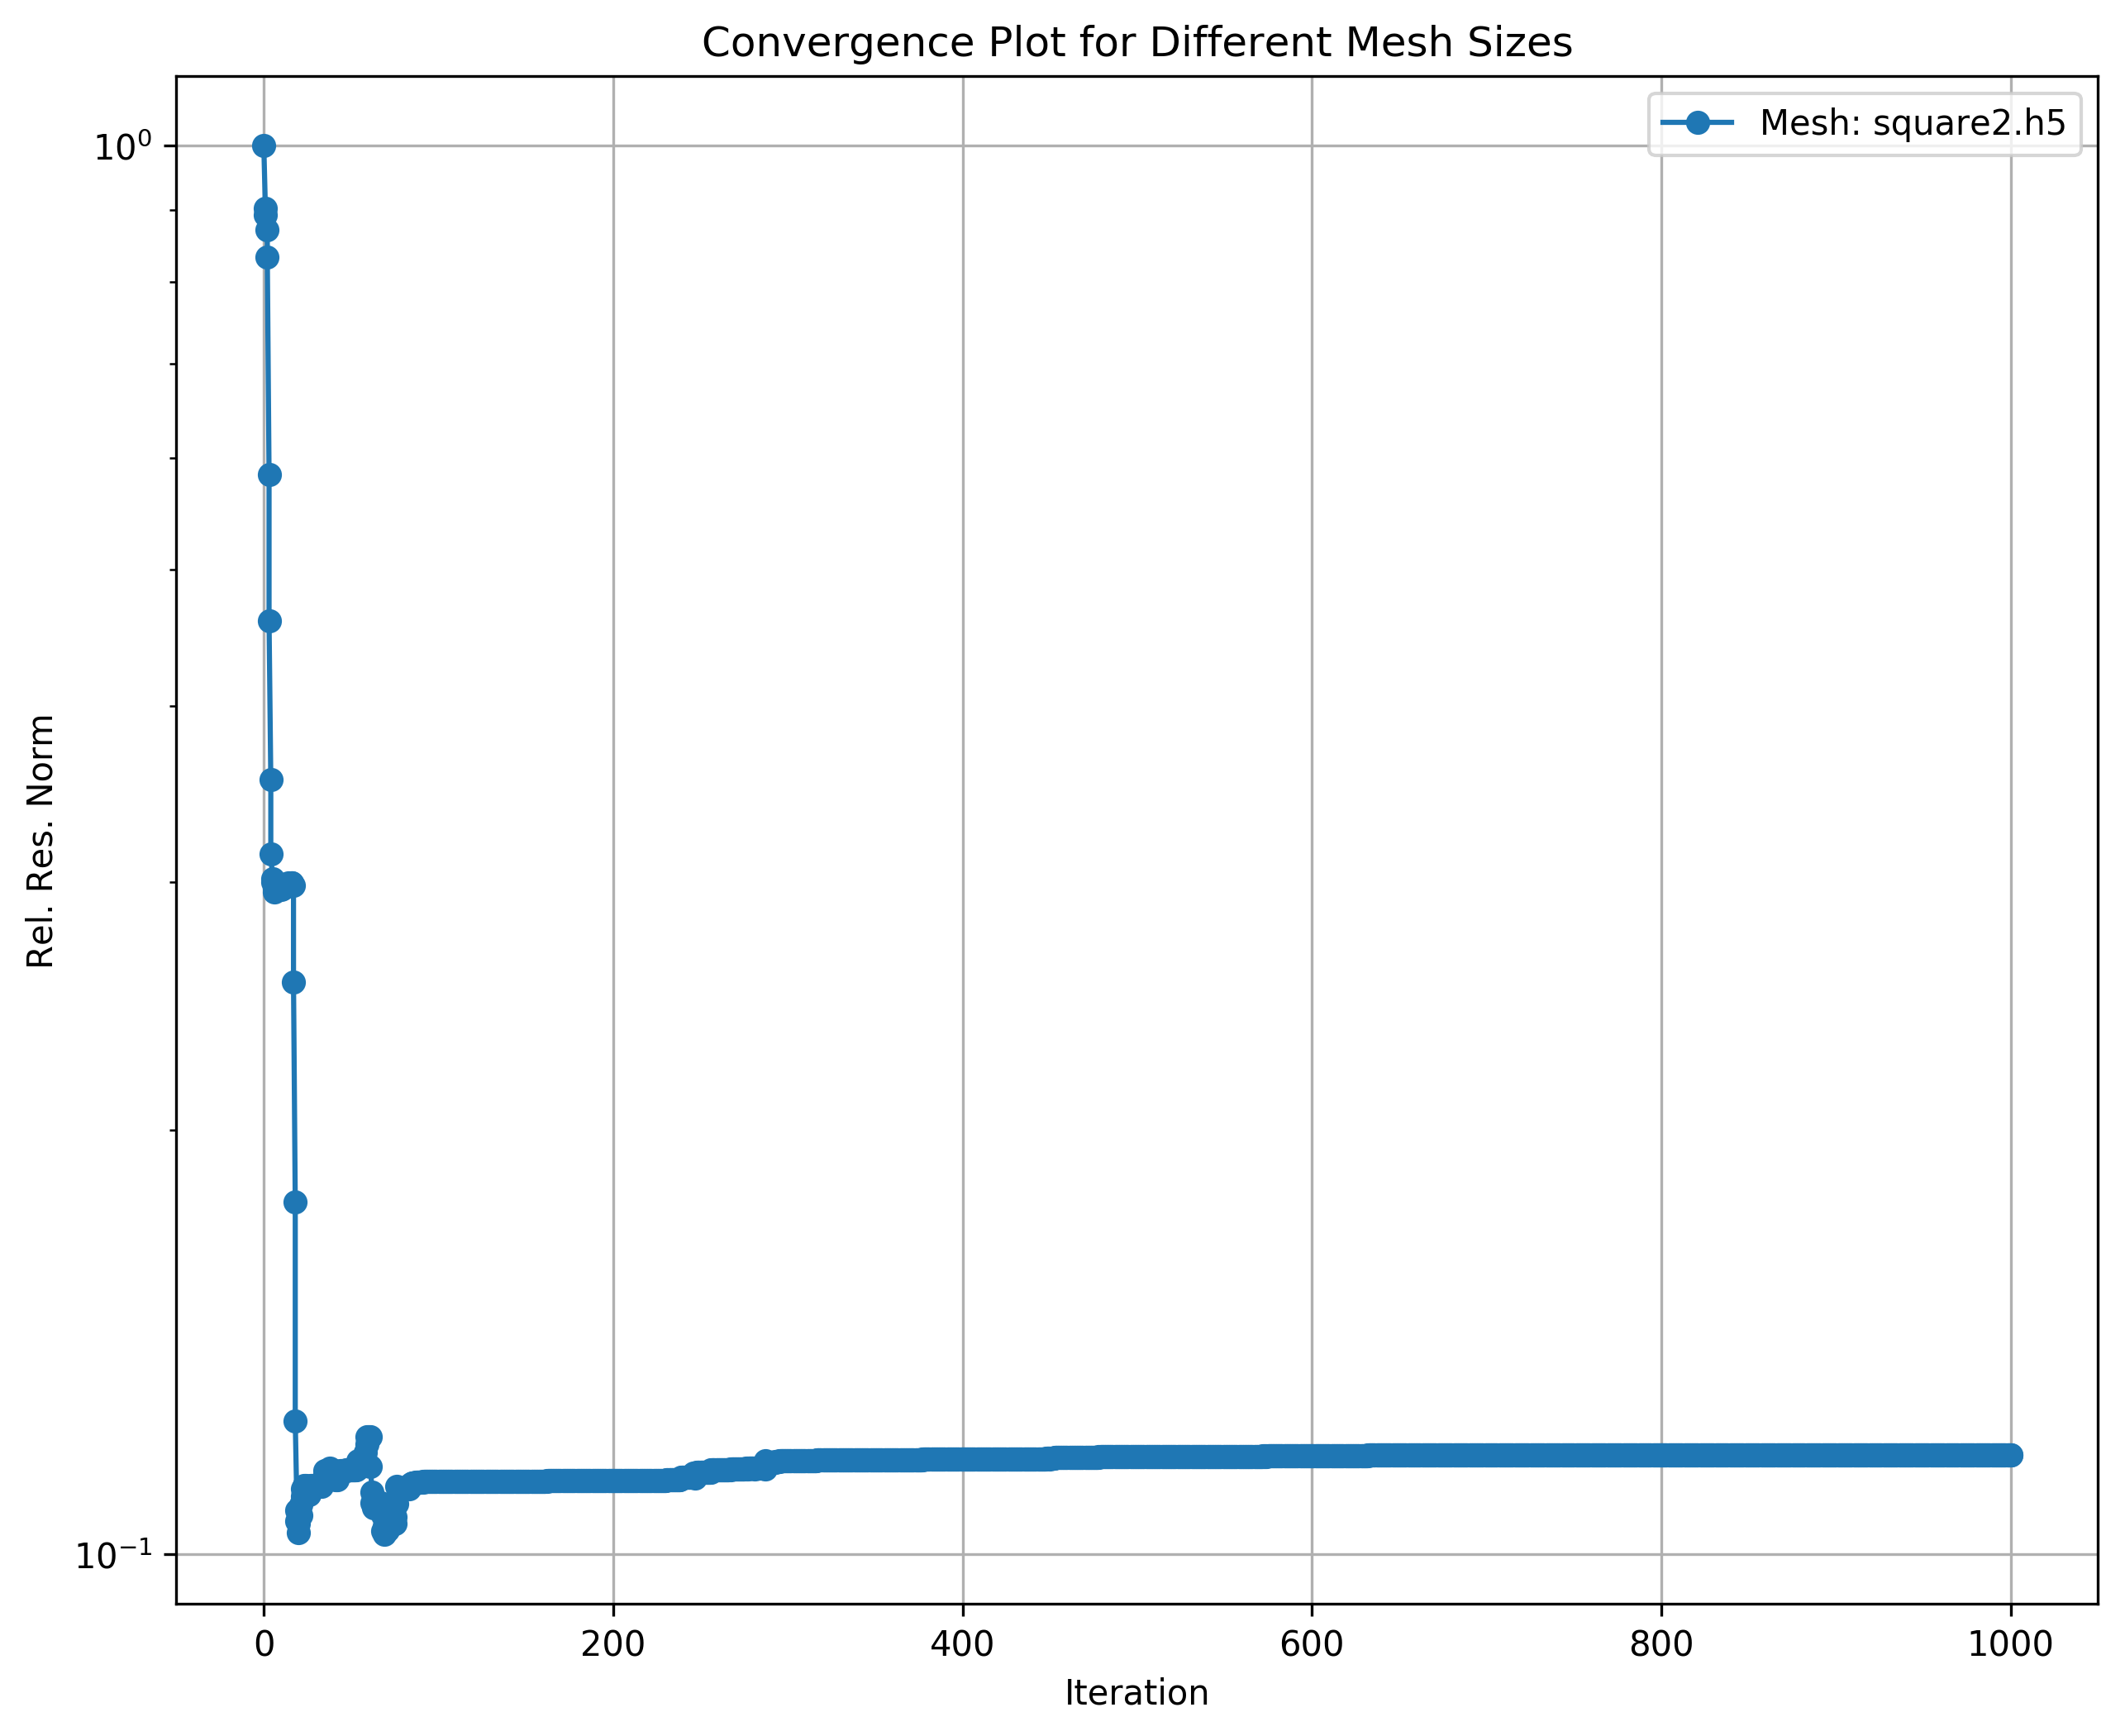 Convergence Plot for Different Mesh Sizes
Mesh: square2.h5
10⁰
10⁻¹
Rel. Res. Norm
0 200 400 600 800 1000
Iteration